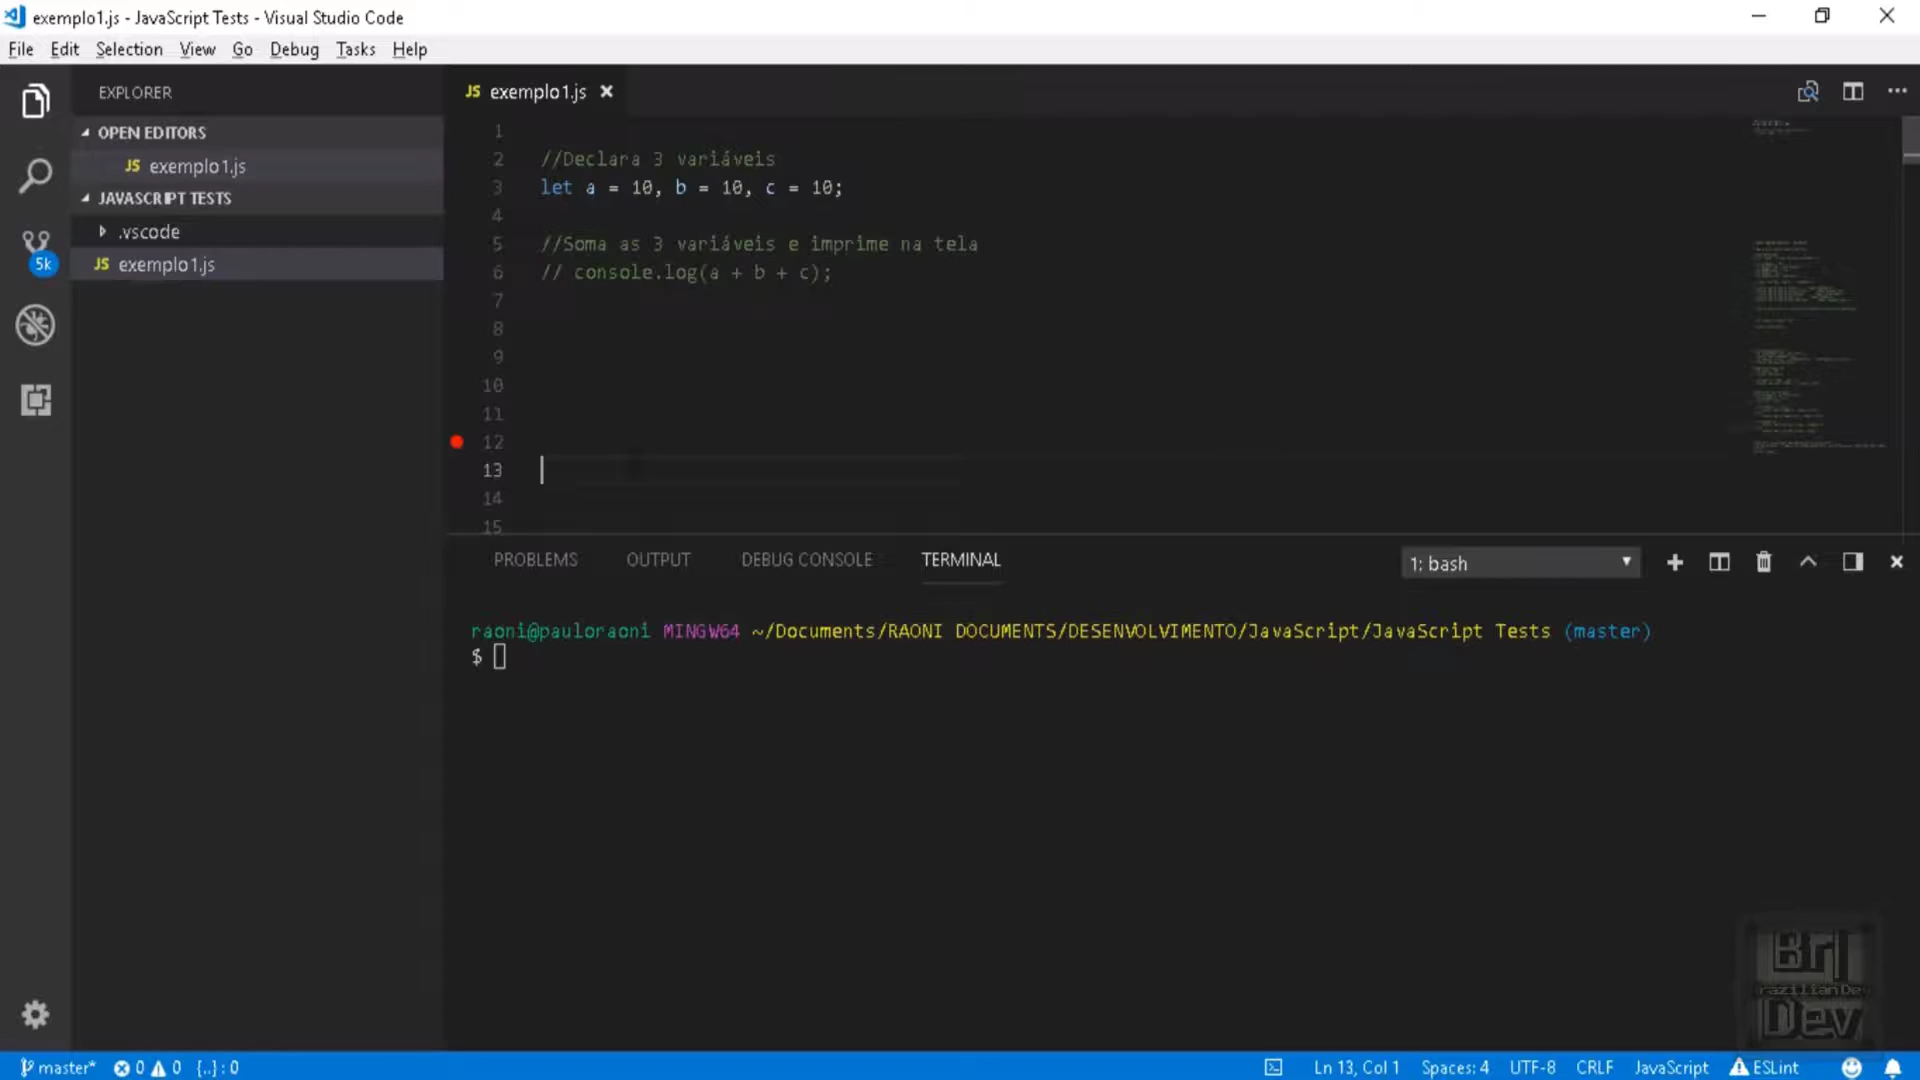 exemplo1.js - JavaScript Tests - Visual Studio Code
File Edit Selection View Go Debug Tasks Help
EXPLORER
OPEN EDITORS
JS exemplo1.js
JAVASCRIPT TESTS
.vscode
JS exemplo1.js
5k
JS exemplo1.js
1
2 //Declara 3 variáveis
3 let a = 10, b = 10, c = 10;
4
5 //Soma as 3 variáveis e imprime na tela
6 // console.log(a + b + c);
7
8
9
10
11
12
13
14
15
PROBLEMS OUTPUT DEBUG CONSOLE TERMINAL 1: bash
raoni@pauloraoni MINGW64 ~/Documents/RAONI DOCUMENTS/DESENVOLVIMENTO/JavaScript/JavaScript Tests (master)
$
Brl
BrazilianDev
Dev
master* 0 0 {..} : 0 Ln 13, Col 1 Spaces: 4 UTF-8 CRLF JavaScript ESLint